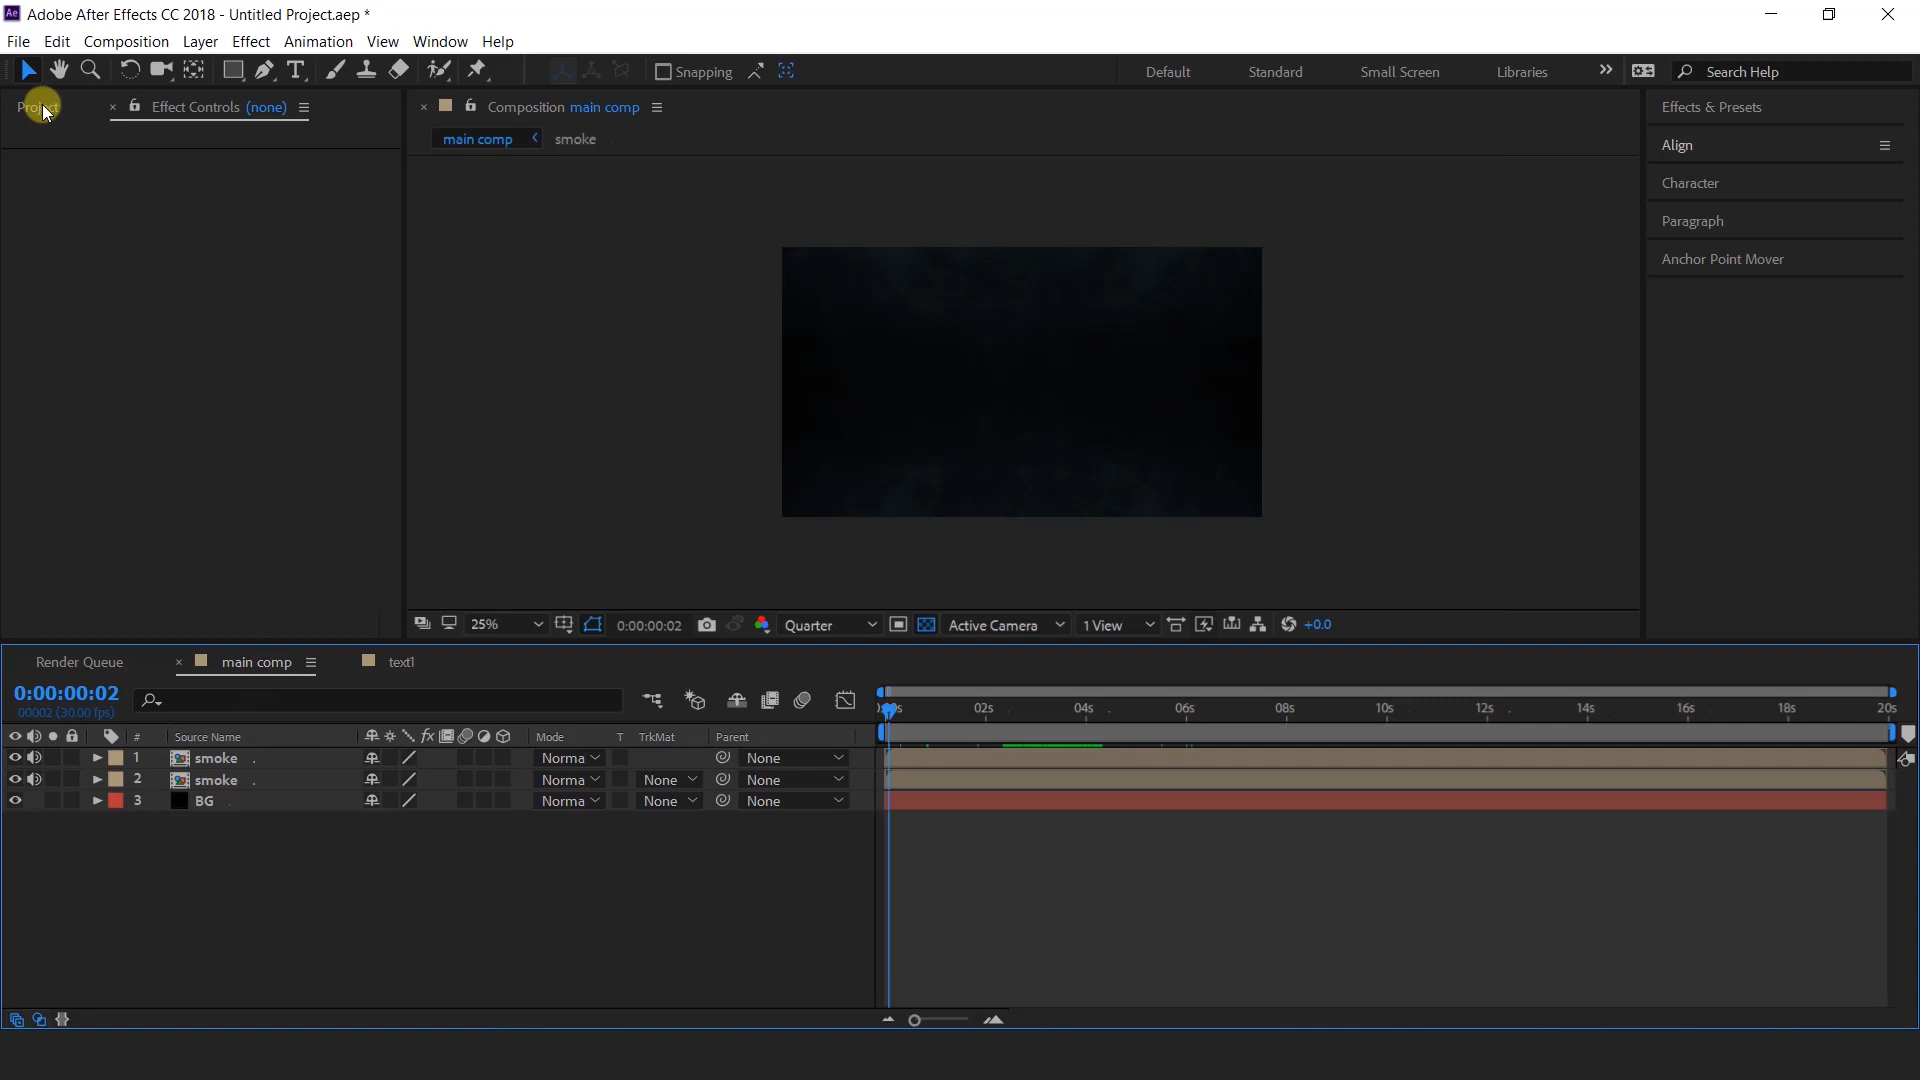 Adobe After Effects CC 2018 - Untitled Project.aep *
File Edit Composition Layer Effect Animation View Window Help
Snapping Default Standard Small Screen Libraries Search Help
Project Effect Controls (none) Composition main comp Effects & Presets
main comp smoke
Align
Character
Paragraph
Anchor Point Mover
25% 0:00:00:02 Quarter Active Camera 1 View +0.0
Render Queue main comp text1
0:00:00:02
00002 (30.00 fps)
02s 04s 06s 08s 10s 12s 14s 16s 18s 20s
# Source Name Mode T TrkMat Parent
1 smoke . Norma None
2 smoke . Norma None None
3 BG Norma None None